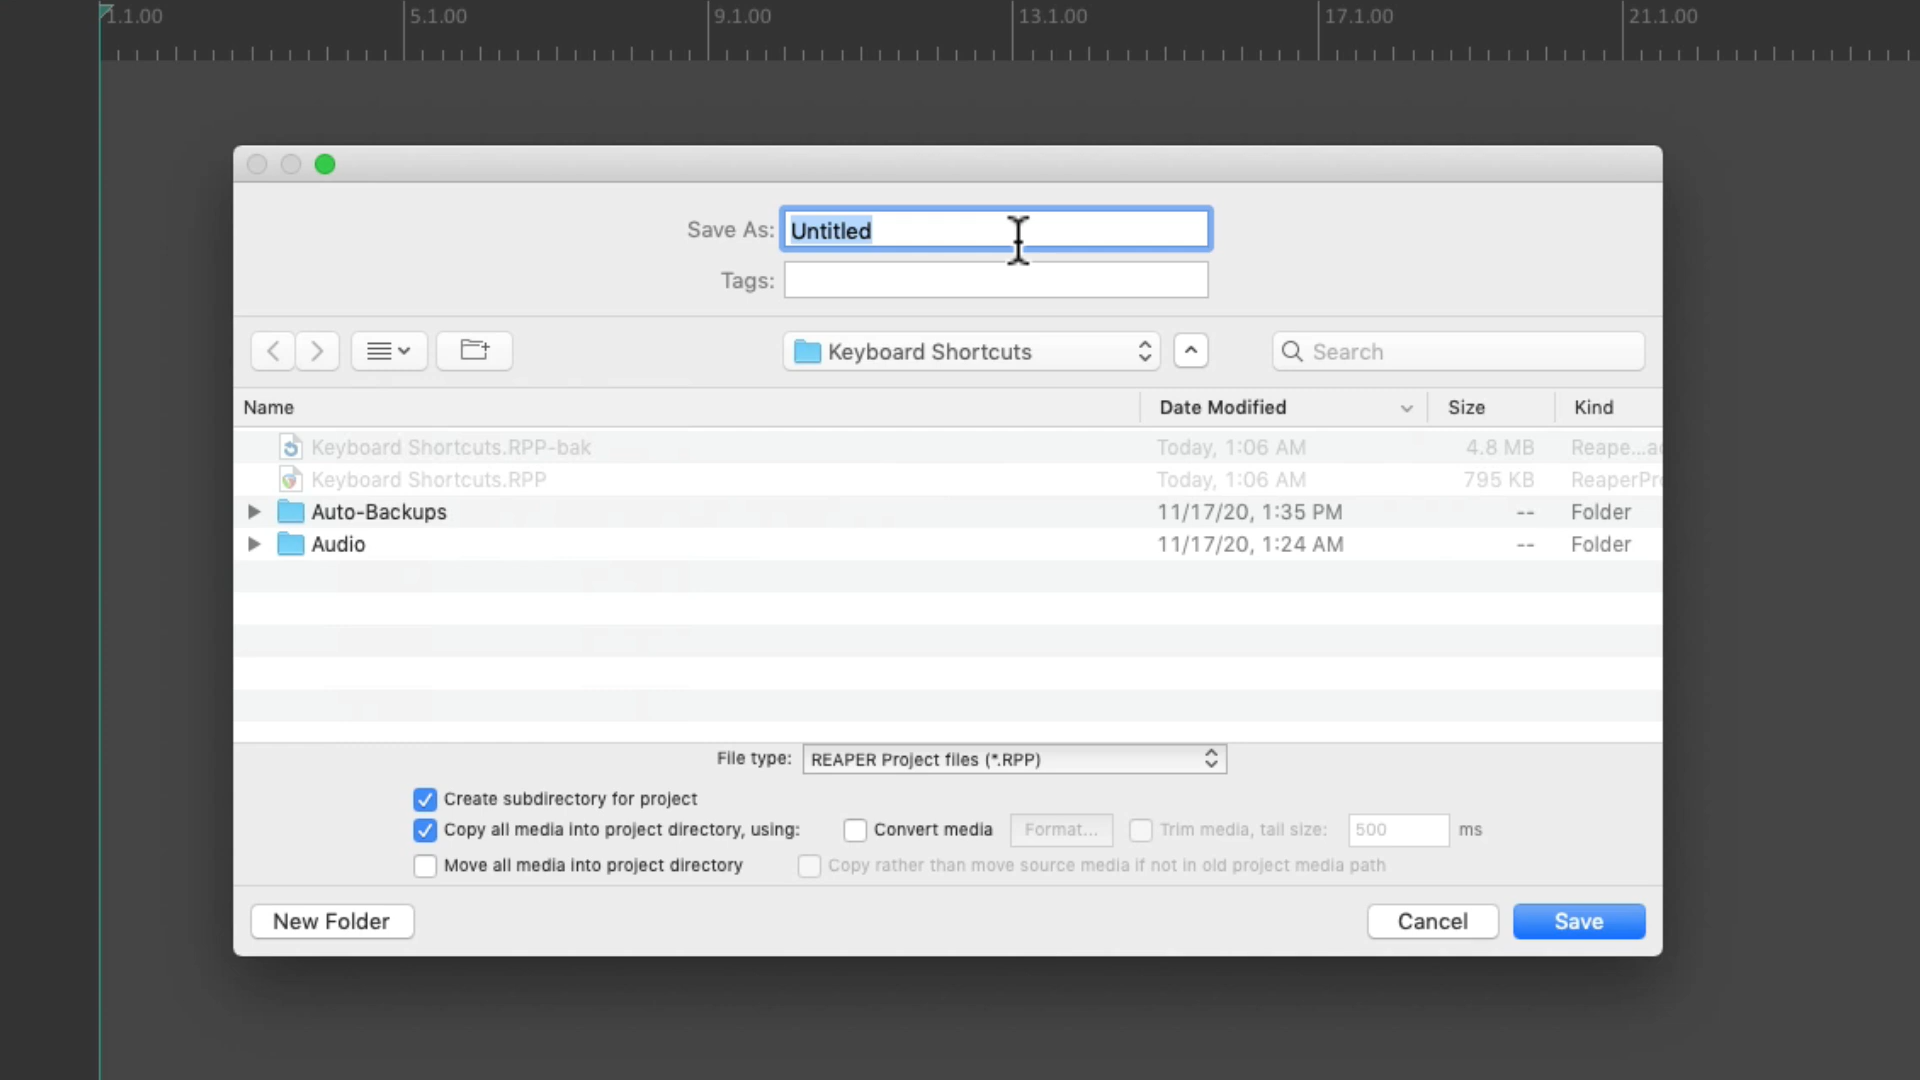 1.1.00 5.1.00 9.1.00 13.1.00 17.1.00 21.1.00
Save As: Untitled
Tags:
Keyboard Shortcuts Search
Name Date Modified Size Kind
Keyboard Shortcuts.RPP-bak Today, 1:06 AM 4.8 MB
Keyboard Shortcuts.RPP Today, 1:06 AM 795 KB
Auto-Backups 11/17/20, 1:35 PM -- Folder
Audio 11/17/20, 1:24 AM -- Folder
File type: REAPER Project files (*.RPP)
Create subdirectory for project
Copy all media into project directory, using: Convert media Format... Trim media, tail size: 500 ms
Move all media into project directory Copy rather than move source media if not in old project media path
New Folder Cancel Save